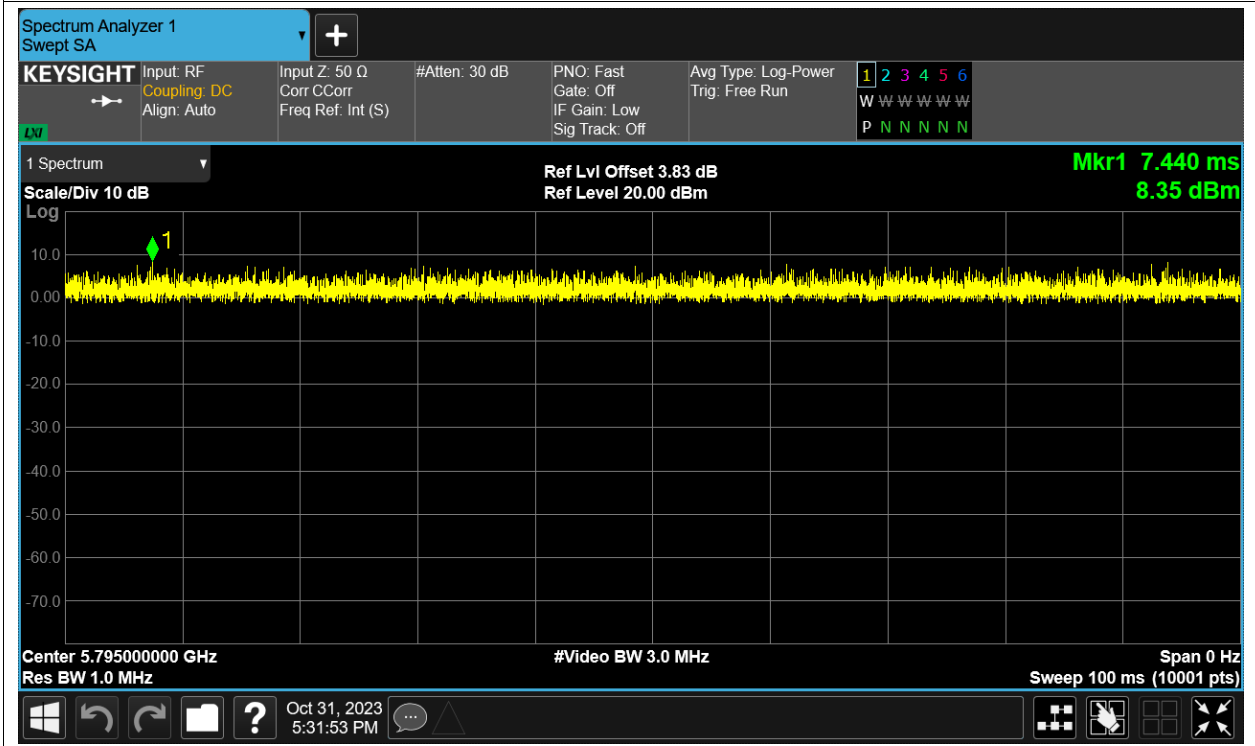 Spectrum Analyzer 1
Swept SA
KEYSIGHT
LXI
Input: RF
Coupling: DC
Align: Auto
Input Z: 50 Ω
Corr CCorr
Freq Ref: Int (S)
#Atten: 30 dB
PNO: Fast
Gate: Off
IF Gain: Low
Sig Track: Off
Avg Type: Log-Power
Trig: Free Run
1 2 3 4 5 6
W W W W W W
P N N N N N
1 Spectrum
Scale/Div 10 dB
Log
Ref Lvl Offset 3.83 dB
Ref Level 20.00 dBm
Mkr1 7.440 ms
8.35 dBm
1
10.0
0.00
-10.0
-20.0
-30.0
-40.0
-50.0
-60.0
-70.0
Center 5.795000000 GHz
Res BW 1.0 MHz
#Video BW 3.0 MHz
Span 0 Hz
Sweep 100 ms (10001 pts)
?
Oct 31, 2023
5:31:53 PM